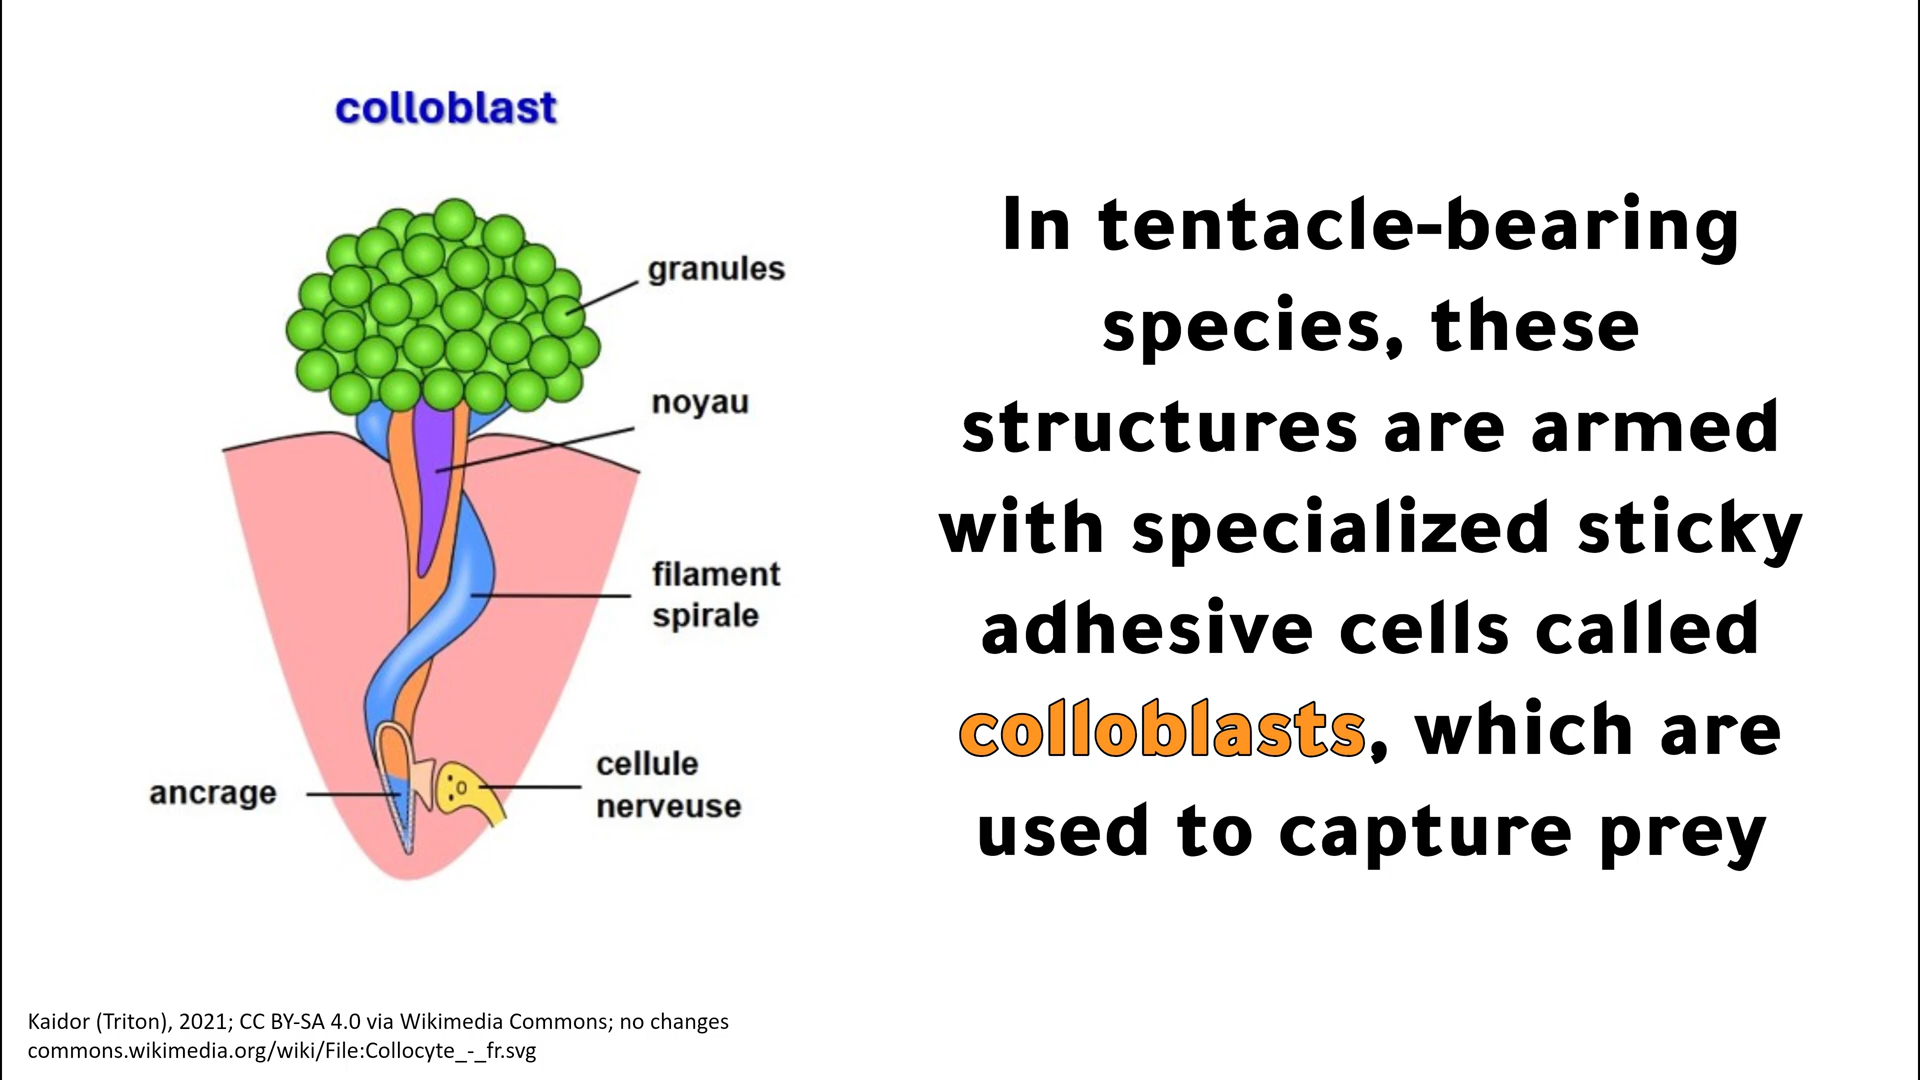 colloblast
granules
noyau
filament
spirale
cellule
nerveuse
ancrage
In tentacle-bearing
species, these
structures are armed
with specialized sticky
adhesive cells called
colloblasts, which are
used to capture prey
Kaidor (Triton), 2021; CC BY-SA 4.0 via Wikimedia Commons; no changes
commons.wikimedia.org/wiki/File:Collocyte_-_fr.svg